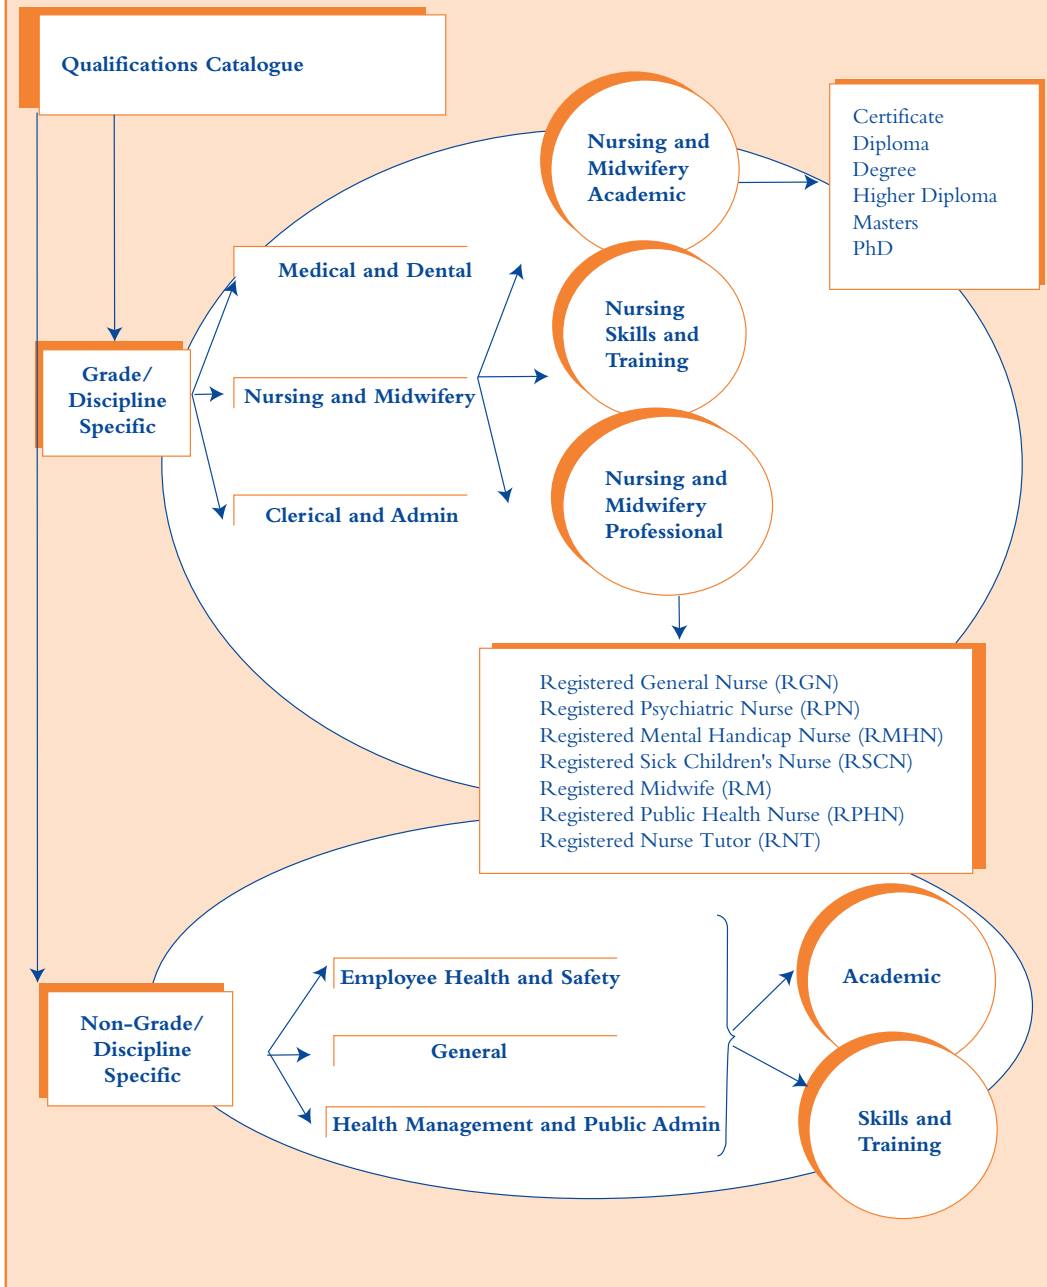 Qualifications Catalogue
Nursing and
Midwifery
Academic
Certificate
Diploma
Degree
Higher Diploma
Masters
PhD
Medical and Dental
Nursing
Skills and
Training
Grade/
Discipline
Specific
Nursing and Midwifery
Clerical and Admin
Nursing and
Midwifery
Professional
Registered General Nurse (RGN)
Registered Psychiatric Nurse (RPN)
Registered Mental Handicap Nurse (RMHN)
Registered Sick Children's Nurse (RSCN)
Registered Midwife (RM)
Registered Public Health Nurse (RPHN)
Registered Nurse Tutor (RNT)
Non-Grade/
Discipline
Specific
Employee Health and Safety
General
Health Management and Public Admin
Academic
Skills and
Training